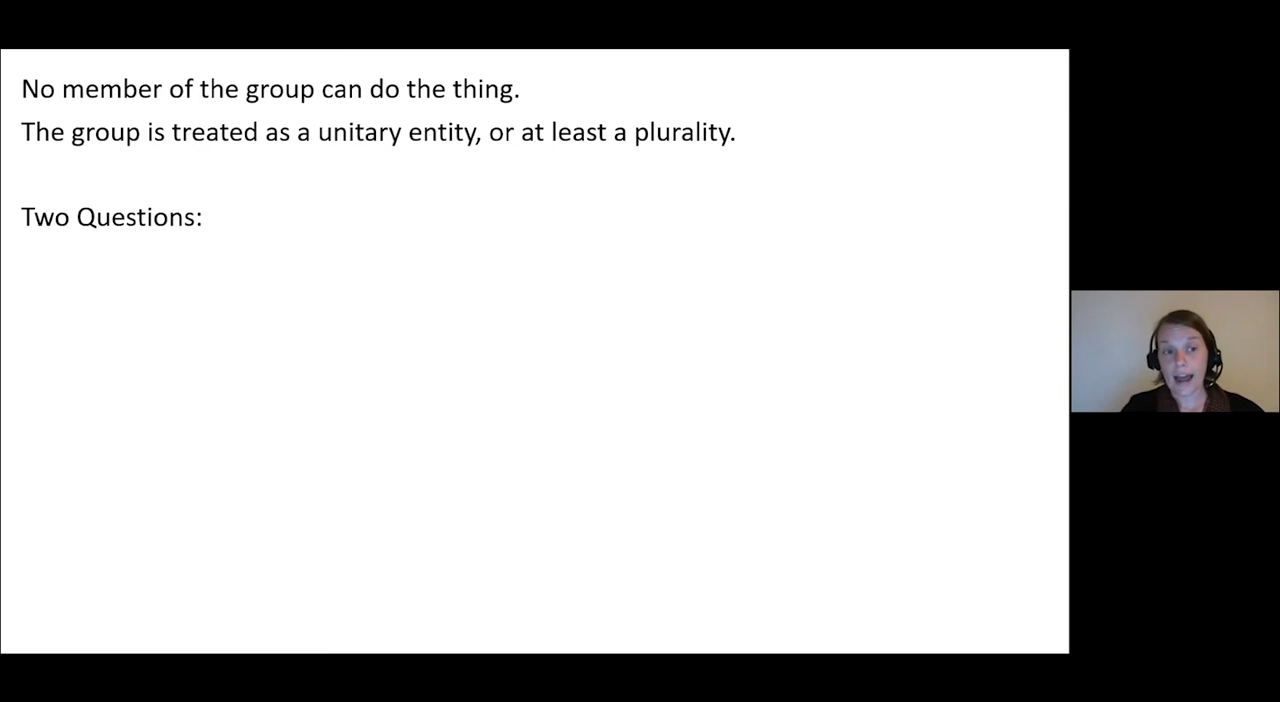 No member of the group can do the thing.
The group is treated as a unitary entity, or at least a plurality.
Two Questions: